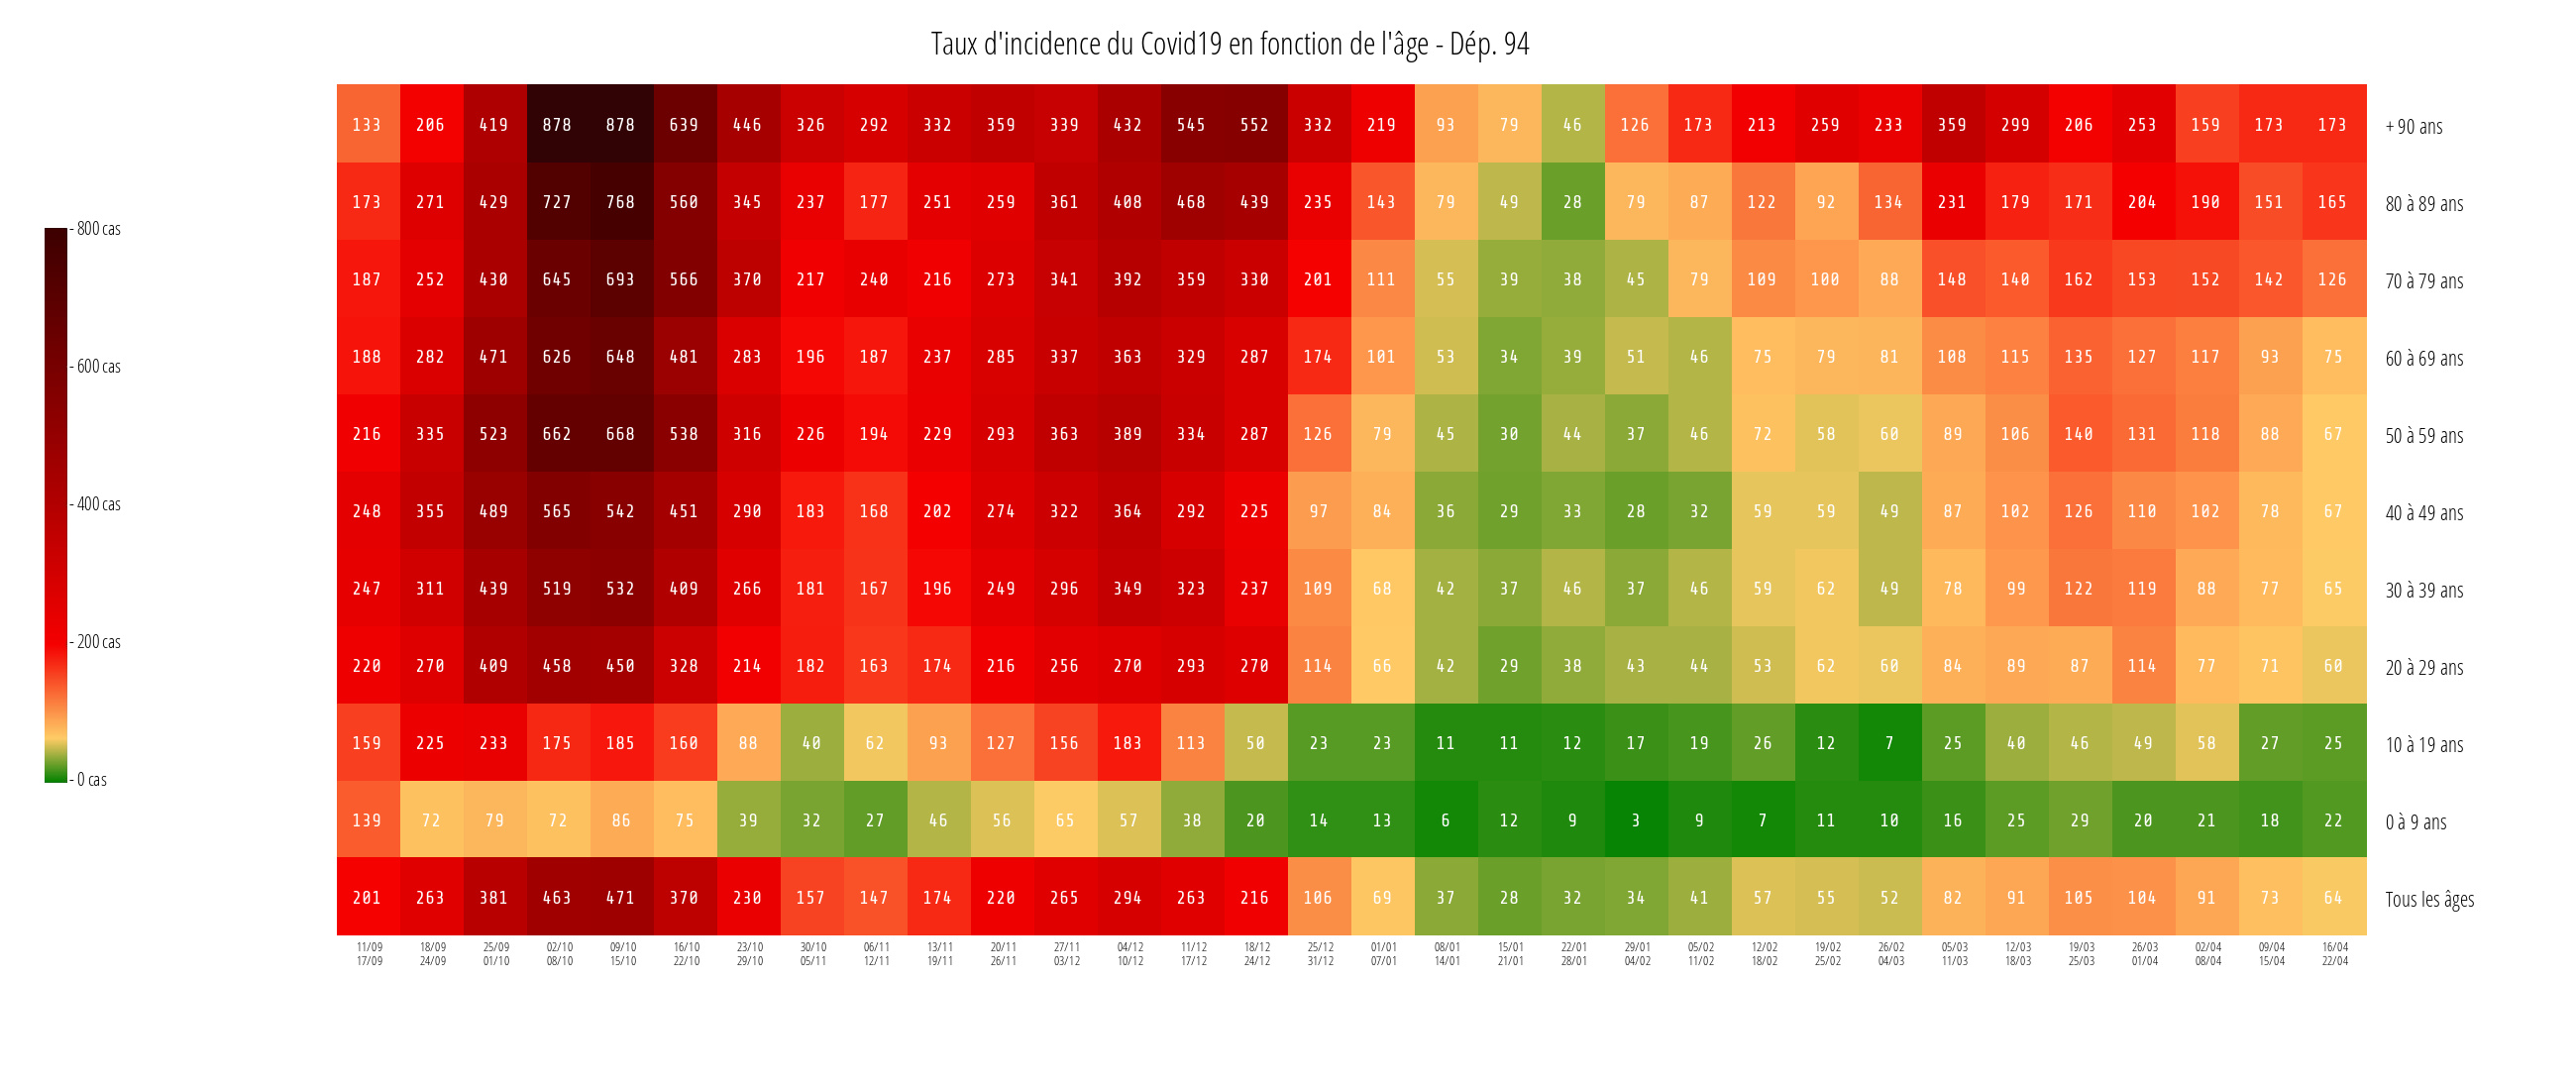 Taux d'incidence du Covid19 en fonction de l'âge - Dép. 94
133 206 419 878 878 639 446 326 292 332 359 339 432 545 552 332 219 93 79 46 126 173 213 259 233 359 299 206 253 159 173 173 + 90 ans
173 271 429 727 768 560 345 237 177 251 259 361 408 468 439 235 143 79 49 28 79 87 122 92 134 231 179 171 204 190 151 165 80 à 89 ans
- 800 cas
187 252 430 645 693 566 370 217 240 216 273 341 392 359 330 201 111 55 39 38 45 79 109 100 88 148 140 162 153 152 142 126 70 à 79 ans
188 282 471 626 648 481 283 196 187 237 285 337 363 329 287 174 101 53 34 39 51 46 75 79 81 108 115 135 127 117 93 75 60 à 69 ans
- 600 cas
216 335 523 662 668 538 316 226 194 229 293 363 389 334 287 126 79 45 30 44 37 46 72 58 60 89 106 140 131 118 88 67 50 à 59 ans
- 400 cas
248 355 489 565 542 451 290 183 168 202 274 322 364 292 225 97 84 36 29 33 28 32 59 59 49 87 102 126 110 102 78 67 40 à 49 ans
247 311 439 519 532 409 266 181 167 196 249 296 349 323 237 109 68 42 37 46 37 46 59 62 49 78 99 122 119 88 77 65 30 à 39 ans
- 200 cas
220 270 409 458 450 328 214 182 163 174 216 256 270 293 270 114 66 42 29 38 43 44 53 62 60 84 89 87 114 77 71 60 20 à 29 ans
159 225 233 175 185 160 88 40 62 93 127 156 183 113 50 23 23 11 11 12 17 19 26 12 7 25 40 46 49 58 27 25 10 à 19 ans
- 0 cas
139 72 79 72 86 75 39 32 27 46 56 65 57 38 20 14 13 6 12 9 3 9 7 11 10 16 25 29 20 21 18 22 0 à 9 ans
201 263 381 463 471 370 230 157 147 174 220 265 294 263 216 106 69 37 28 32 34 41 57 55 52 82 91 105 104 91 73 64 Tous les âges
11/09 18/09 25/09 02/10 09/10 16/10 23/10 30/10 06/11 13/11 20/11 27/11 04/12 11/12 18/12 25/12 01/01 08/01 15/01 22/01 29/01 05/02 12/02 19/02 26/02 05/03 12/03 19/03 26/03 02/04 09/04 16/04
17/09 24/09 01/10 08/10 15/10 22/10 29/10 05/11 12/11 19/11 26/11 03/12 10/12 17/12 24/12 31/12 07/01 14/01 21/01 28/01 04/02 11/02 18/02 25/02 04/03 11/03 18/03 25/03 01/04 08/04 15/04 22/04